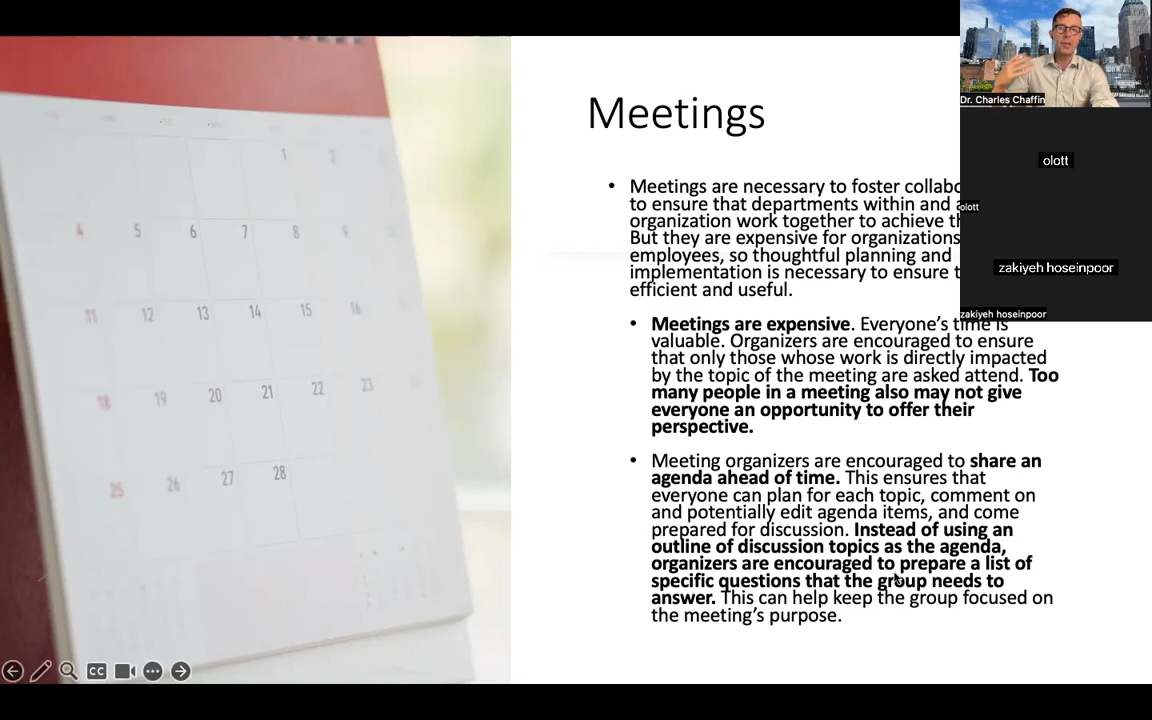 Meetings
• Meetings are necessary to foster collabo
to ensure that departments within and a
organization work together to achieve th
But they are expensive for organizations
employees, so thoughtful planning and
implementation is necessary to ensure t
efficient and useful.
• Meetings are expensive. Everyone's time is
valuable. Organizers are encouraged to ensure
that only those whose work is directly impacted
by the topic of the meeting are asked attend. Too
many people in a meeting also may not give
everyone an opportunity to offer their
perspective.
• Meeting organizers are encouraged to share an
agenda ahead of time. This ensures that
everyone can plan for each topic, comment on
and potentially edit agenda items, and come
prepared for discussion. Instead of using an
outline of discussion topics as the agenda,
organizers are encouraged to prepare a list of
specific questions that the group needs to
answer. This can help keep the group focused on
the meeting's purpose.
Dr. Charles Chaffin
olott
olott
zakiyeh hoseinpoor
zakiyeh hoseinpoor
1 2
4 5 6 7 8 9
11 12 13 14 15 16
18 19 20 21 22 23
25 26 27 28
CC